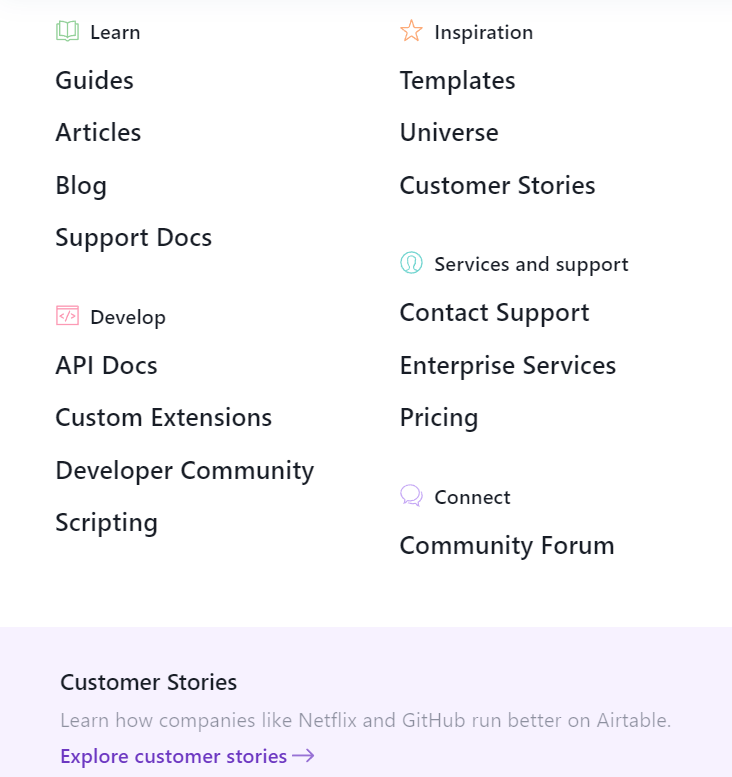 Learn
Guides
Articles
Blog
Support Docs
Develop
API Docs
Custom Extensions
Developer Community
Scripting
Inspiration
Templates
Universe
Customer Stories
Services and support
Contact Support
Enterprise Services
Pricing
Connect
Community Forum
Customer Stories
Learn how companies like Netflix and GitHub run better on Airtable.
Explore customer stories